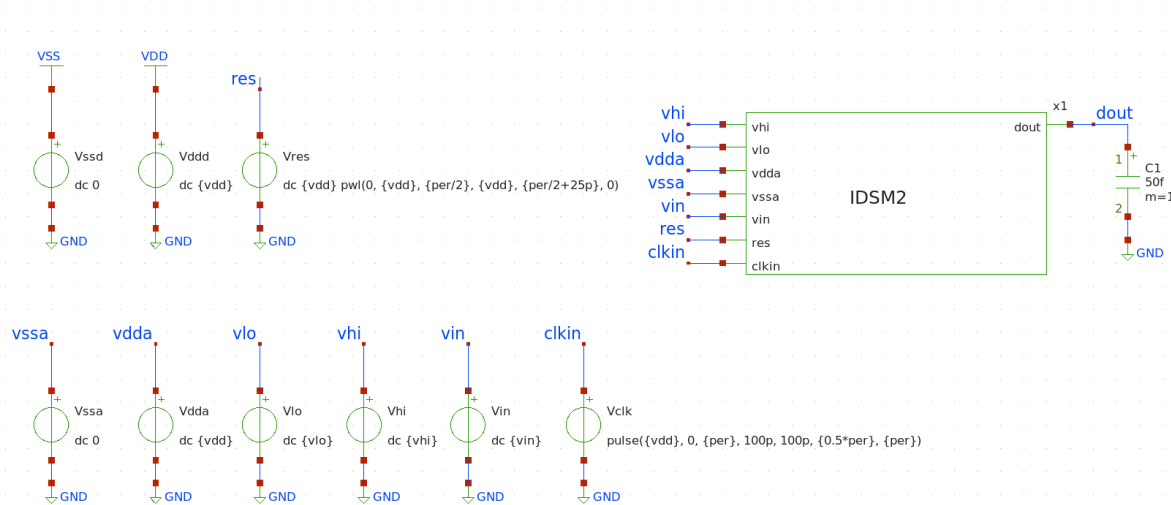 VSS
VDD
res
+
Vssd
dc 0
+
Vddd
dc {vdd}
+
Vres
dc {vdd} pwl(0, {vdd}, {per/2}, {vdd}, {per/2+25p}, 0)
GND
GND
GND
x1
vhi
vlo
vdda
vssa
vin
res
clkin
vhi
vlo
vdda
vssa
vin
res
clkin
IDSM2
dout
dout
1
+
C1
50f
m=1
2
GND
vssa
vdda
vlo
vhi
vin
clkin
+
Vssa
dc 0
+
Vdda
dc {vdd}
+
Vlo
dc {vlo}
+
Vhi
dc {vhi}
+
Vin
dc {vin}
+
Vclk
pulse({vdd}, 0, {per}, 100p, 100p, {0.5*per}, {per})
GND
GND
GND
GND
GND
GND